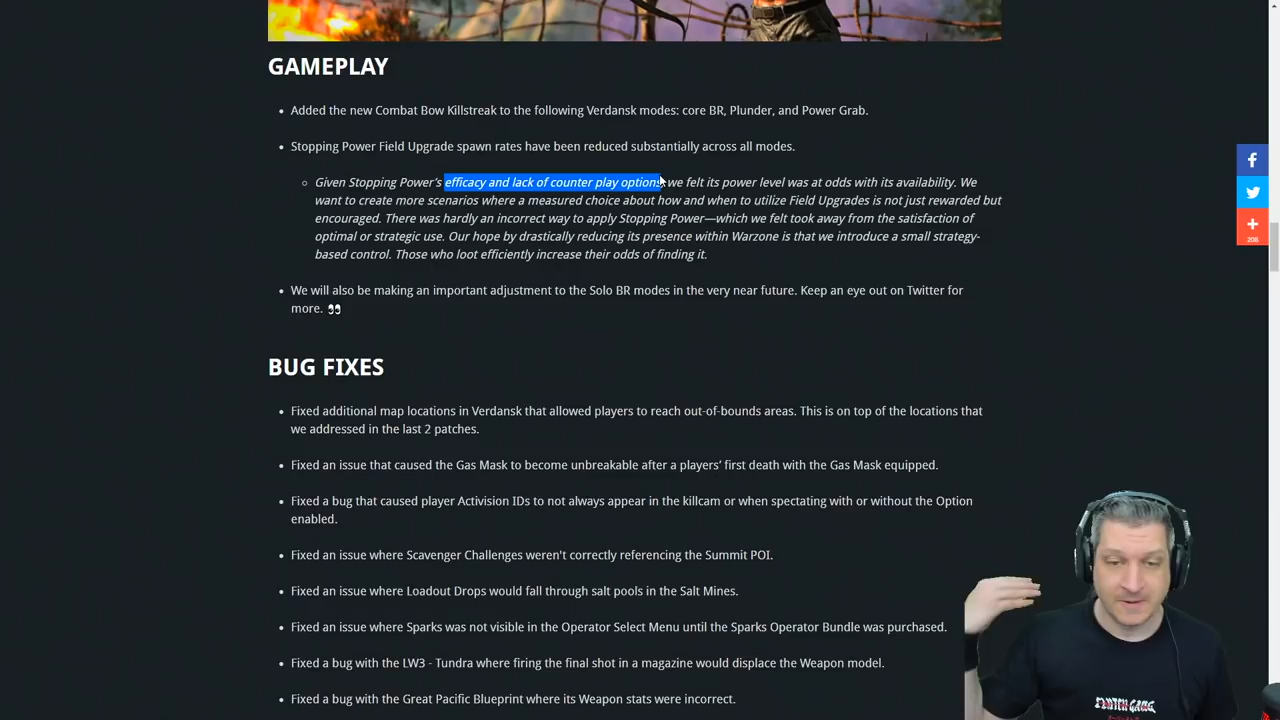 GAMEPLAY
Added the new Combat Bow Killstreak to the following Verdansk modes: core BR, Plunder, and Power Grab.
Stopping Power Field Upgrade spawn rates have been reduced substantially across all modes.
Given Stopping Power’s efficacy and lack of counter play options, we felt its power level was at odds with its availability. We
want to create more scenarios where a measured choice about how and when to utilize Field Upgrades is not just rewarded but
encouraged. There was hardly an incorrect way to apply Stopping Power—which we felt took away from the satisfaction of
optimal or strategic use. Our hope by drastically reducing its presence within Warzone is that we introduce a small strategy-
based control. Those who loot efficiently increase their odds of finding it.
We will also be making an important adjustment to the Solo BR modes in the very near future. Keep an eye out on Twitter for
more. 👀
BUG FIXES
Fixed additional map locations in Verdansk that allowed players to reach out-of-bounds areas. This is on top of the locations that
we addressed in the last 2 patches.
Fixed an issue that caused the Gas Mask to become unbreakable after a players’ first death with the Gas Mask equipped.
Fixed a bug that caused player Activision IDs to not always appear in the killcam or when spectating with or without the Option
enabled.
Fixed an issue where Scavenger Challenges weren't correctly referencing the Summit POI.
Fixed an issue where Loadout Drops would fall through salt pools in the Salt Mines.
Fixed an issue where Sparks was not visible in the Operator Select Menu until the Sparks Operator Bundle was purchased.
Fixed a bug with the LW3 - Tundra where firing the final shot in a magazine would displace the Weapon model.
Fixed a bug with the Great Pacific Blueprint where its Weapon stats were incorrect.
208